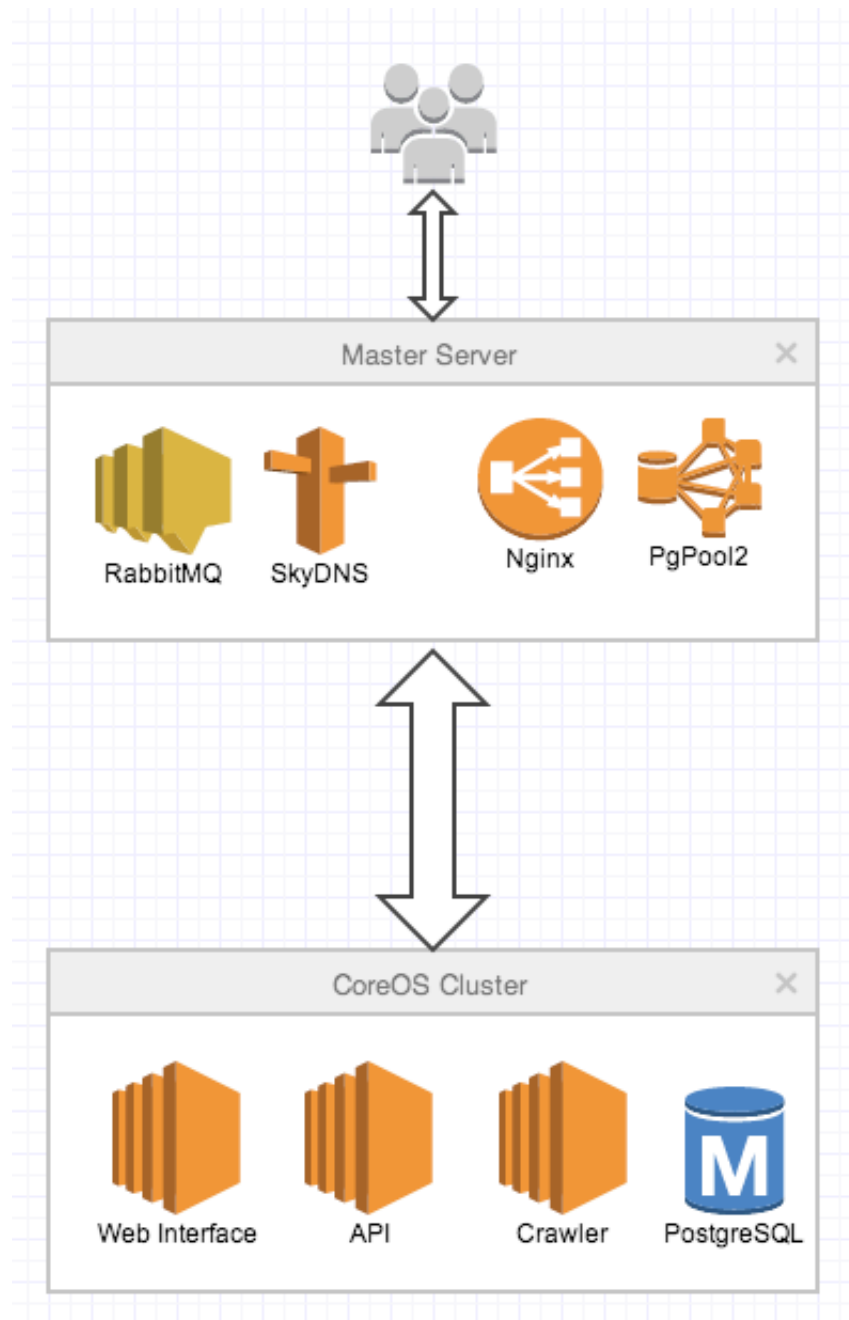 Master Server
RabbitMQ
SkyDNS
Nginx
PgPool2
CoreOS Cluster
Web Interface
API
Crawler
M
PostgreSQL